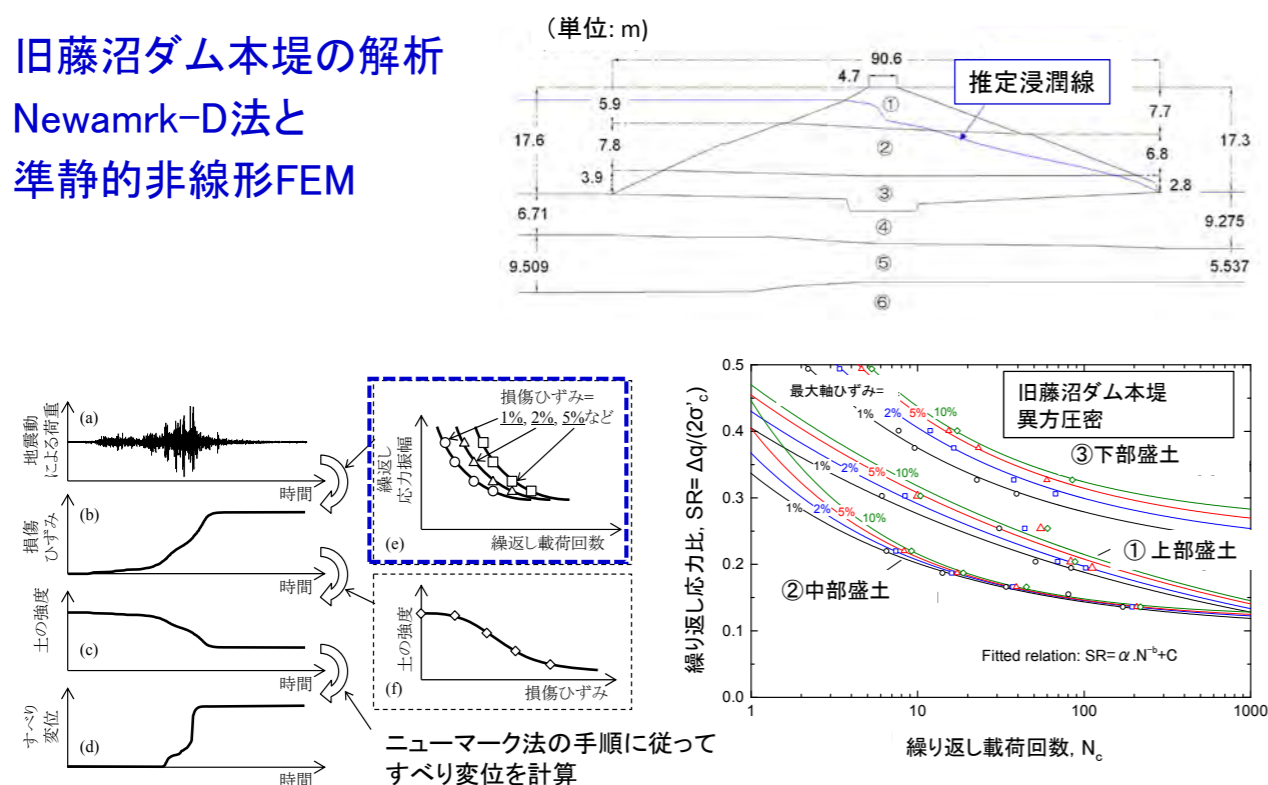 旧藤沼ダム本堤の解析
Newamrk-D法と
準静的非線形FEM
(単位: m)
90.6
4.7
推定浸潤線
5.9
7.7
17.6
7.8
6.8
17.3
3.9
2.8
6.71
9.275
9.509
5.537
①
②
③
④
⑤
⑥
(a)
地震動
による荷重
時間
(b)
損傷
ひずみ
時間
(c)
土の強度
時間
(d)
すべり
変位
時間
損傷ひずみ=
1%, 2%, 5%など
繰返し
応力振幅
(e)
繰返し載荷回数
土の強度
(f)
損傷ひずみ
ニューマーク法の手順に従って
すべり変位を計算
繰り返し応力比, SR= Δq/(2σ'c)
0.5
0.4
0.3
0.2
0.1
0.0
最大軸ひずみ=
1%
2%
5%
10%
旧藤沼ダム本堤
異方圧密
③下部盛土
1%
2%
5%
10%
1%
2%
5%
10%
①上部盛土
②中部盛土
Fitted relation: SR=α.N⁻ᵇ+C
1
10
100
1000
繰り返し載荷回数, Nc